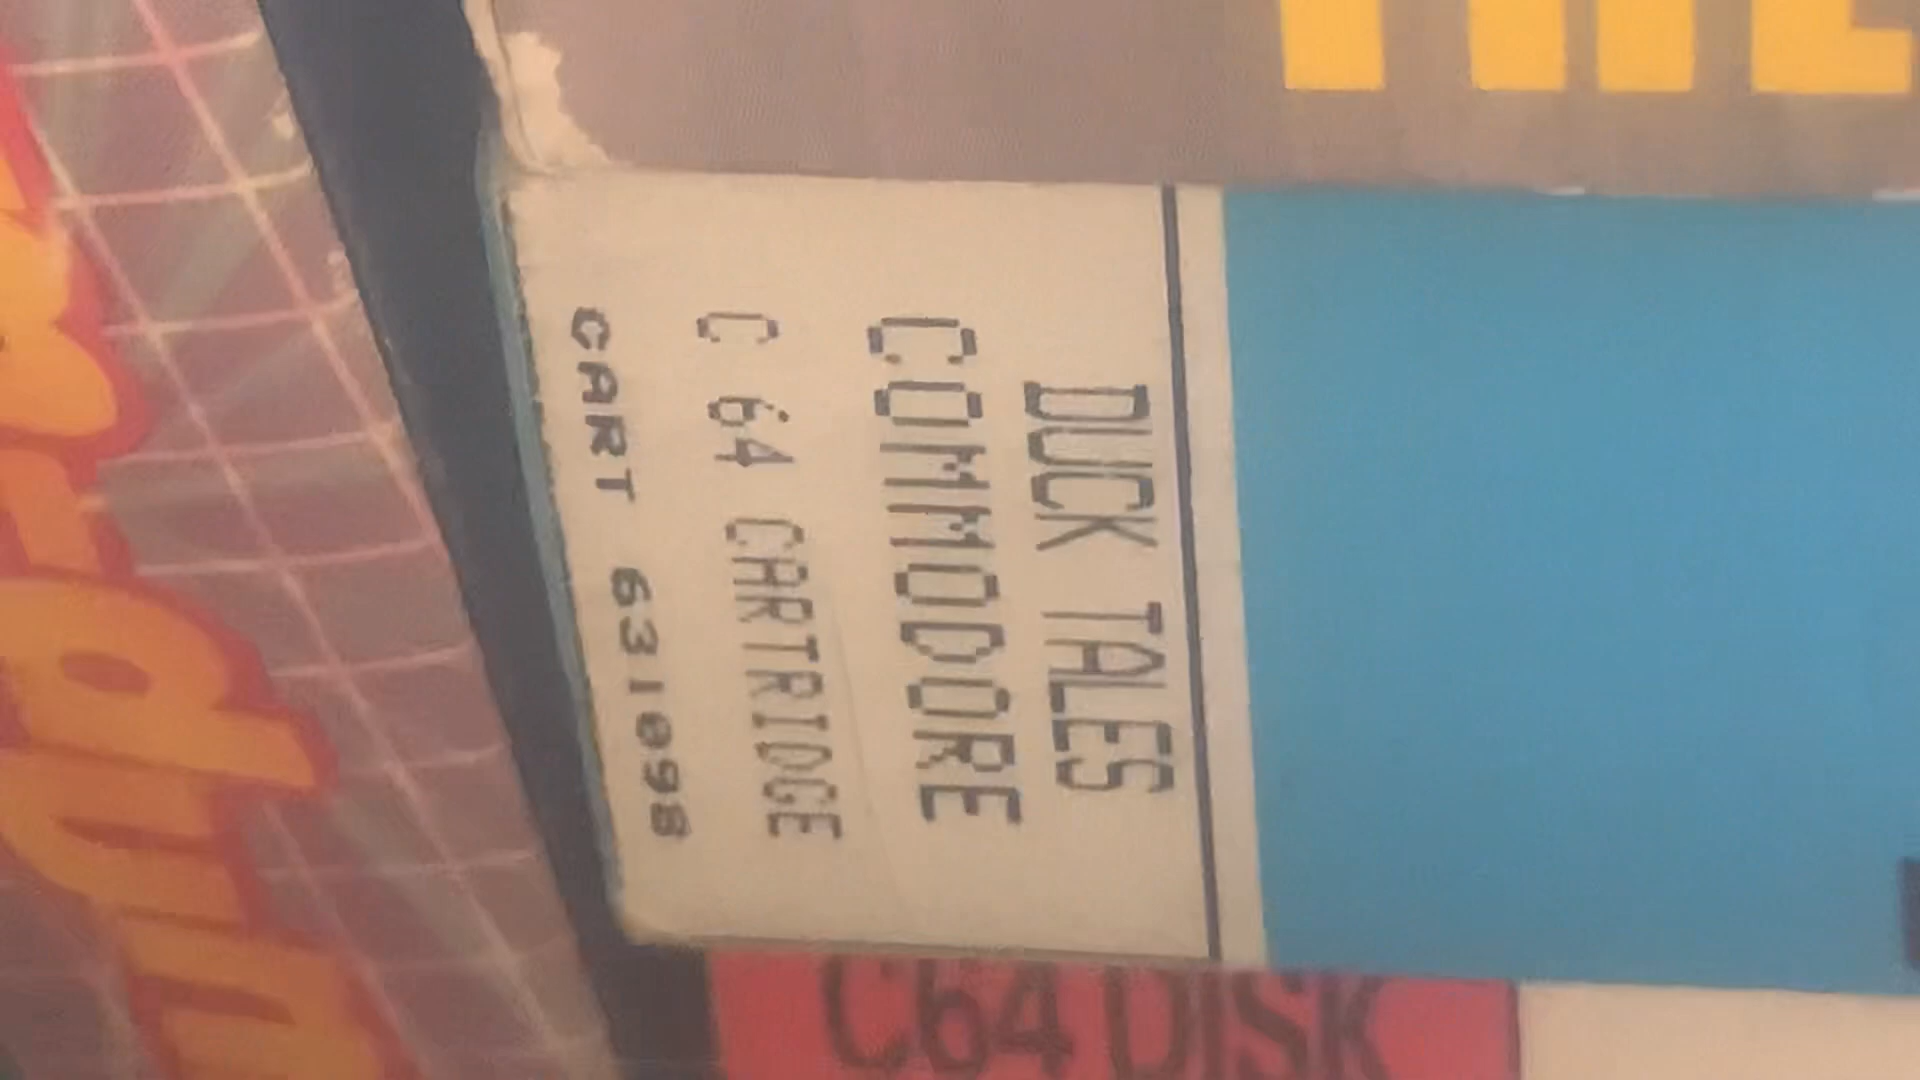 DUCK TALES
COMMODORE
C 64 CARTRIDGE
CART 631098
C64 DISK